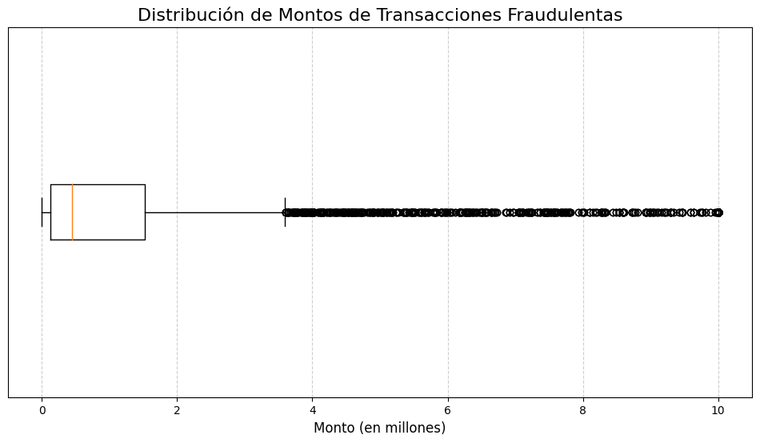 Distribución de Montos de Transacciones Fraudulentas
0 2 4 6 8 10
Monto (en millones)